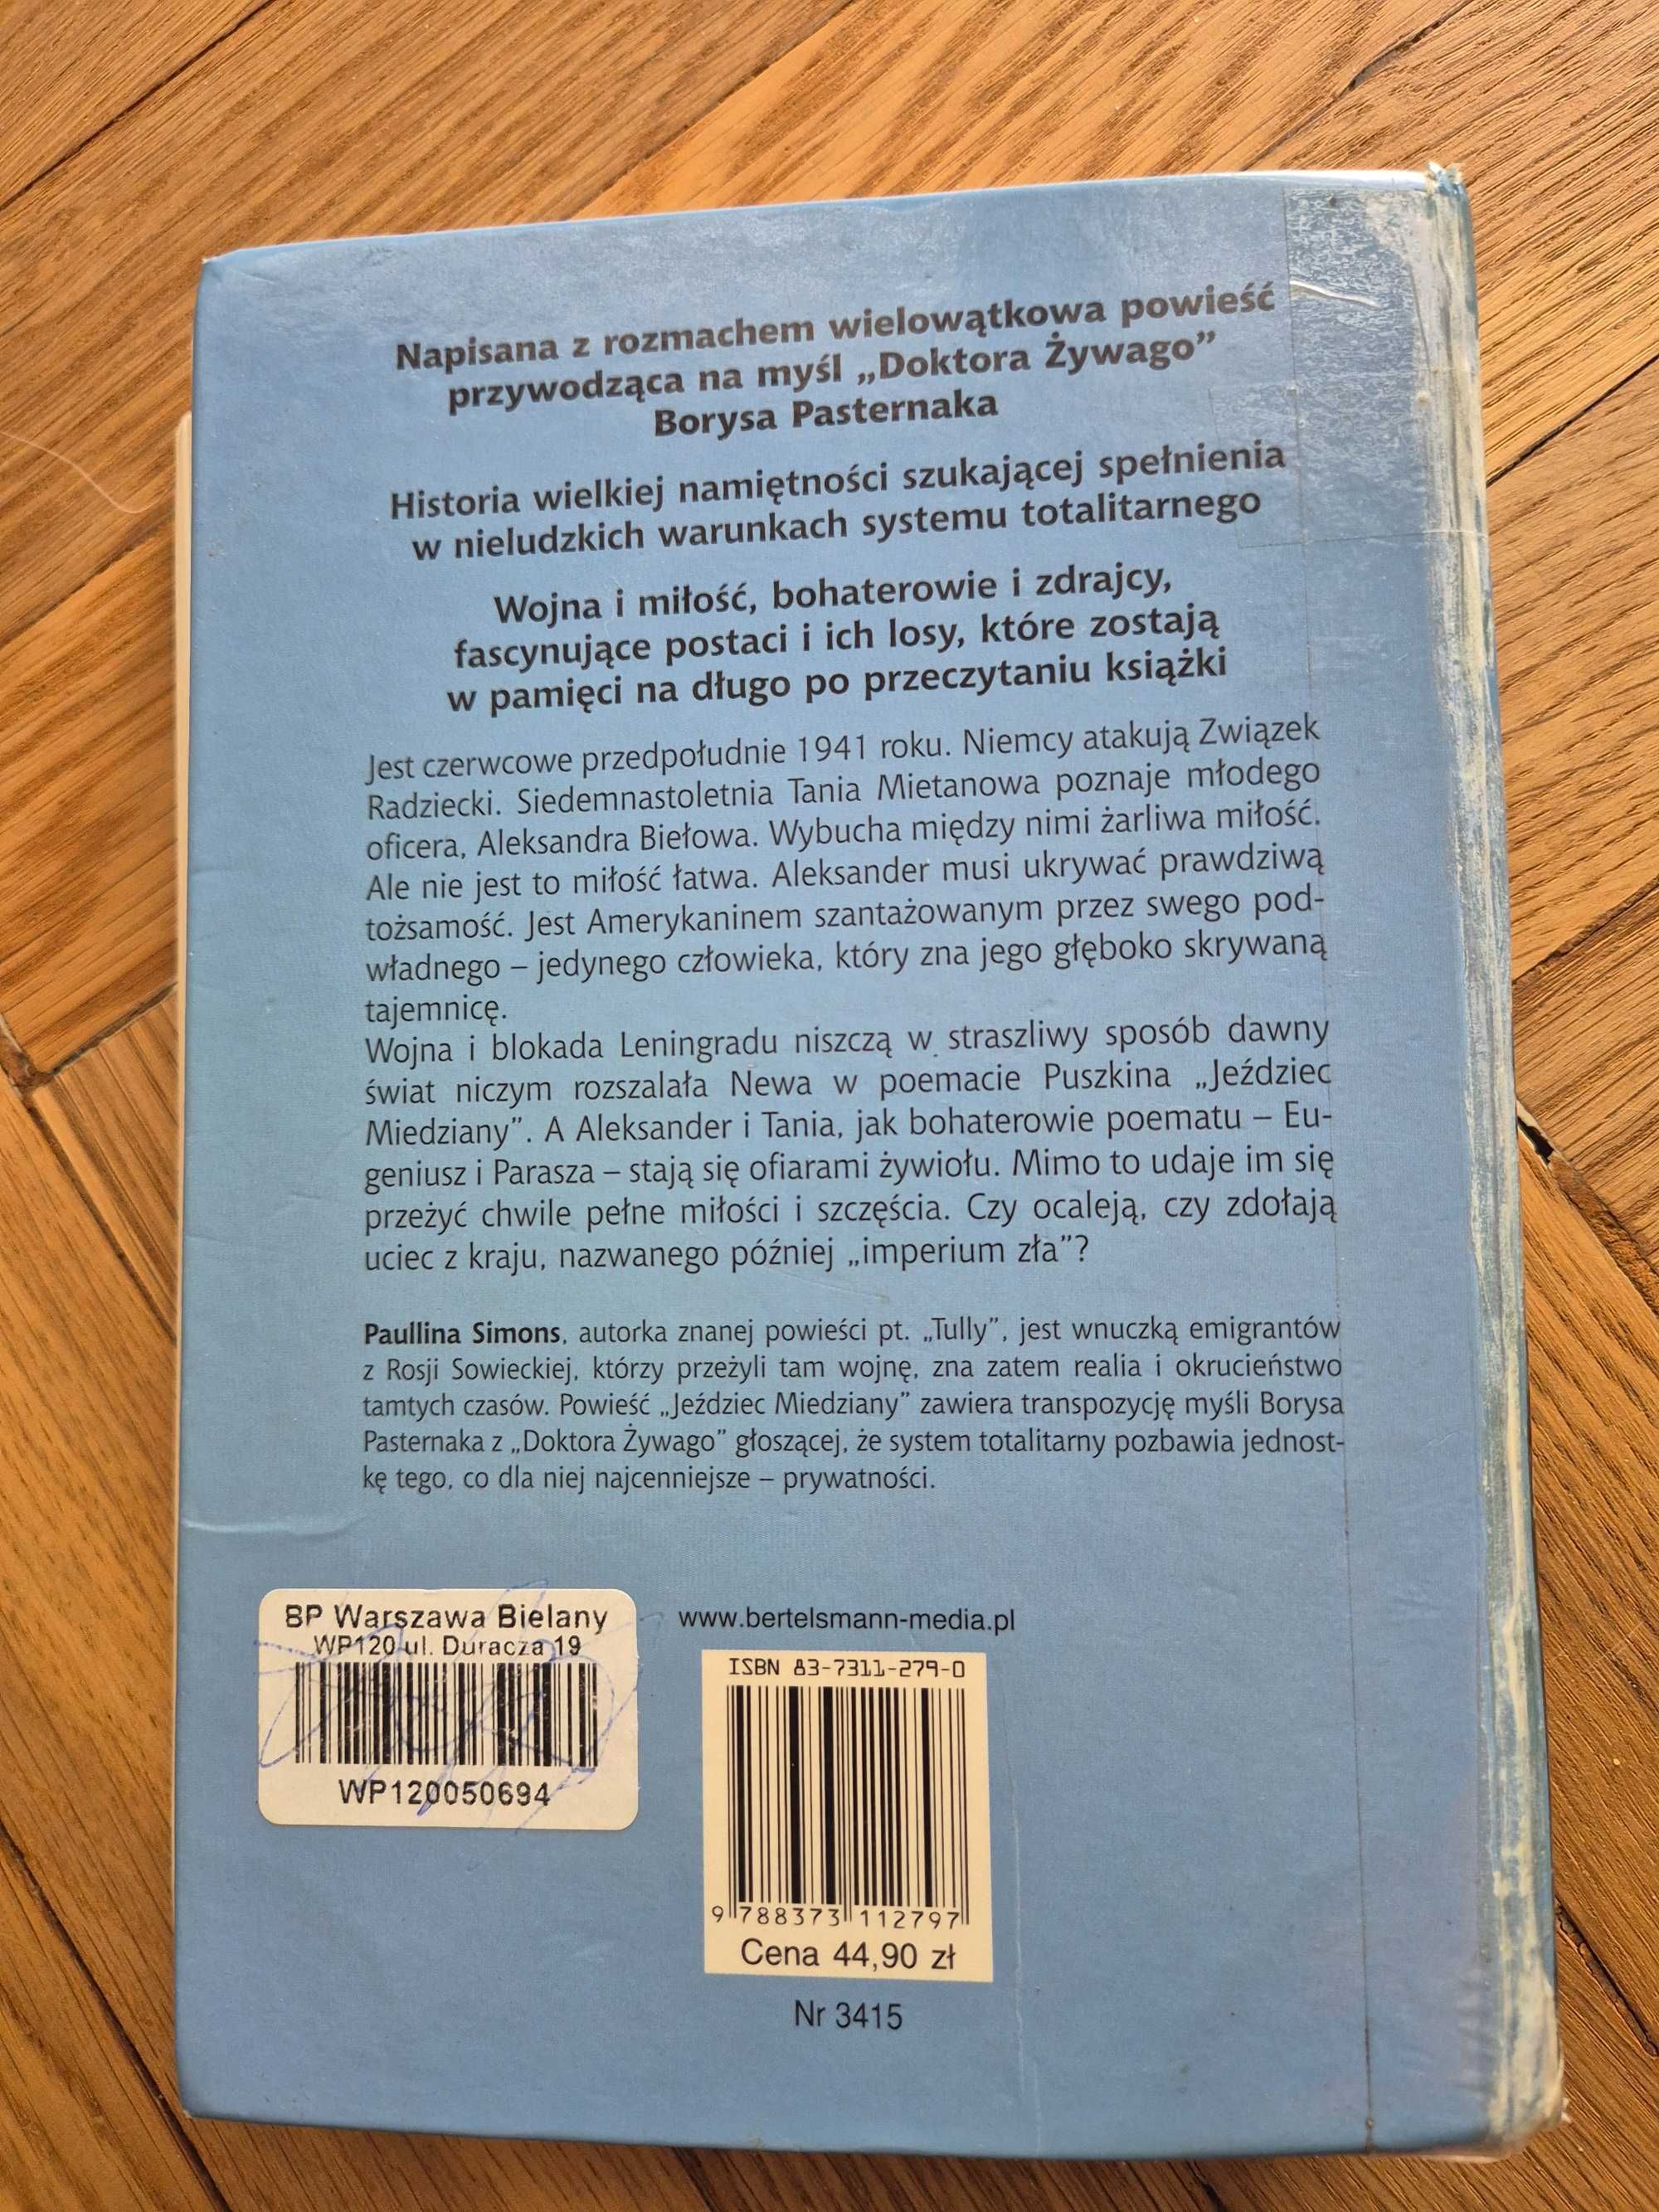 Napisana z rozmachem wielowątkowa powieść
przywodząca na myśl „Doktora Żywago”
Borysa Pasternaka
Historia wielkiej namiętności szukającej spełnienia
w nieludzkich warunkach systemu totalitarnego
Wojna i miłość, bohaterowie i zdrajcy,
fascynujące postaci i ich losy, które zostają
w pamięci na długo po przeczytaniu książki
Jest czerwcowe przedpołudnie 1941 roku. Niemcy atakują Związek
Radziecki. Siedemnastoletnia Tania Mietanowa poznaje młodego
oficera, Aleksandra Biełowa. Wybucha między nimi żarliwa miłość.
Ale nie jest to miłość łatwa. Aleksander musi ukrywać prawdziwą
tożsamość. Jest Amerykaninem szantażowanym przez swego pod-
władnego – jedynego człowieka, który zna jego głęboko skrywaną
tajemnicę.
Wojna i blokada Leningradu niszczą w straszliwy sposób dawny
świat niczym rozszalała Newa w poemacie Puszkina „Jeździec
Miedziany”. A Aleksander i Tania, jak bohaterowie poematu – Eu-
geniusz i Parasza – stają się ofiarami żywiołu. Mimo to udaje im się
przeżyć chwile pełne miłości i szczęścia. Czy ocaleją, czy zdołają
uciec z kraju, nazwanego później „imperium zła”?
Paullina Simons, autorka znanej powieści pt. „Tully”, jest wnuczką emigrantów
z Rosji Sowieckiej, którzy przeżyli tam wojnę, zna zatem realia i okrucieństwo
tamtych czasów. Powieść „Jeździec Miedziany” zawiera transpozycję myśli Borysa
Pasternaka z „Doktora Żywago” głoszącej, że system totalitarny pozbawia jednost-
kę tego, co dla niej najcenniejsze – prywatności.
BP Warszawa Bielany
WP120 ul. Duracza 19
WP120050694
www.bertelsmann-media.pl
ISBN 83-7311-279-0
9 788373 112797
Cena 44,90 zł
Nr 3415